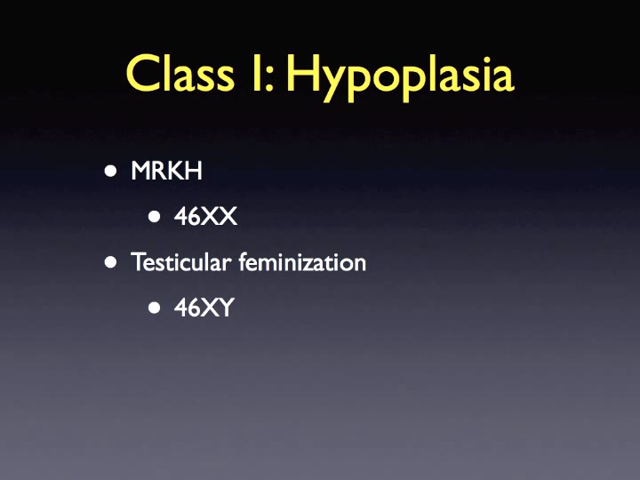 Class I: Hypoplasia
• MRKH
• 46XX
• Testicular feminization
• 46XY